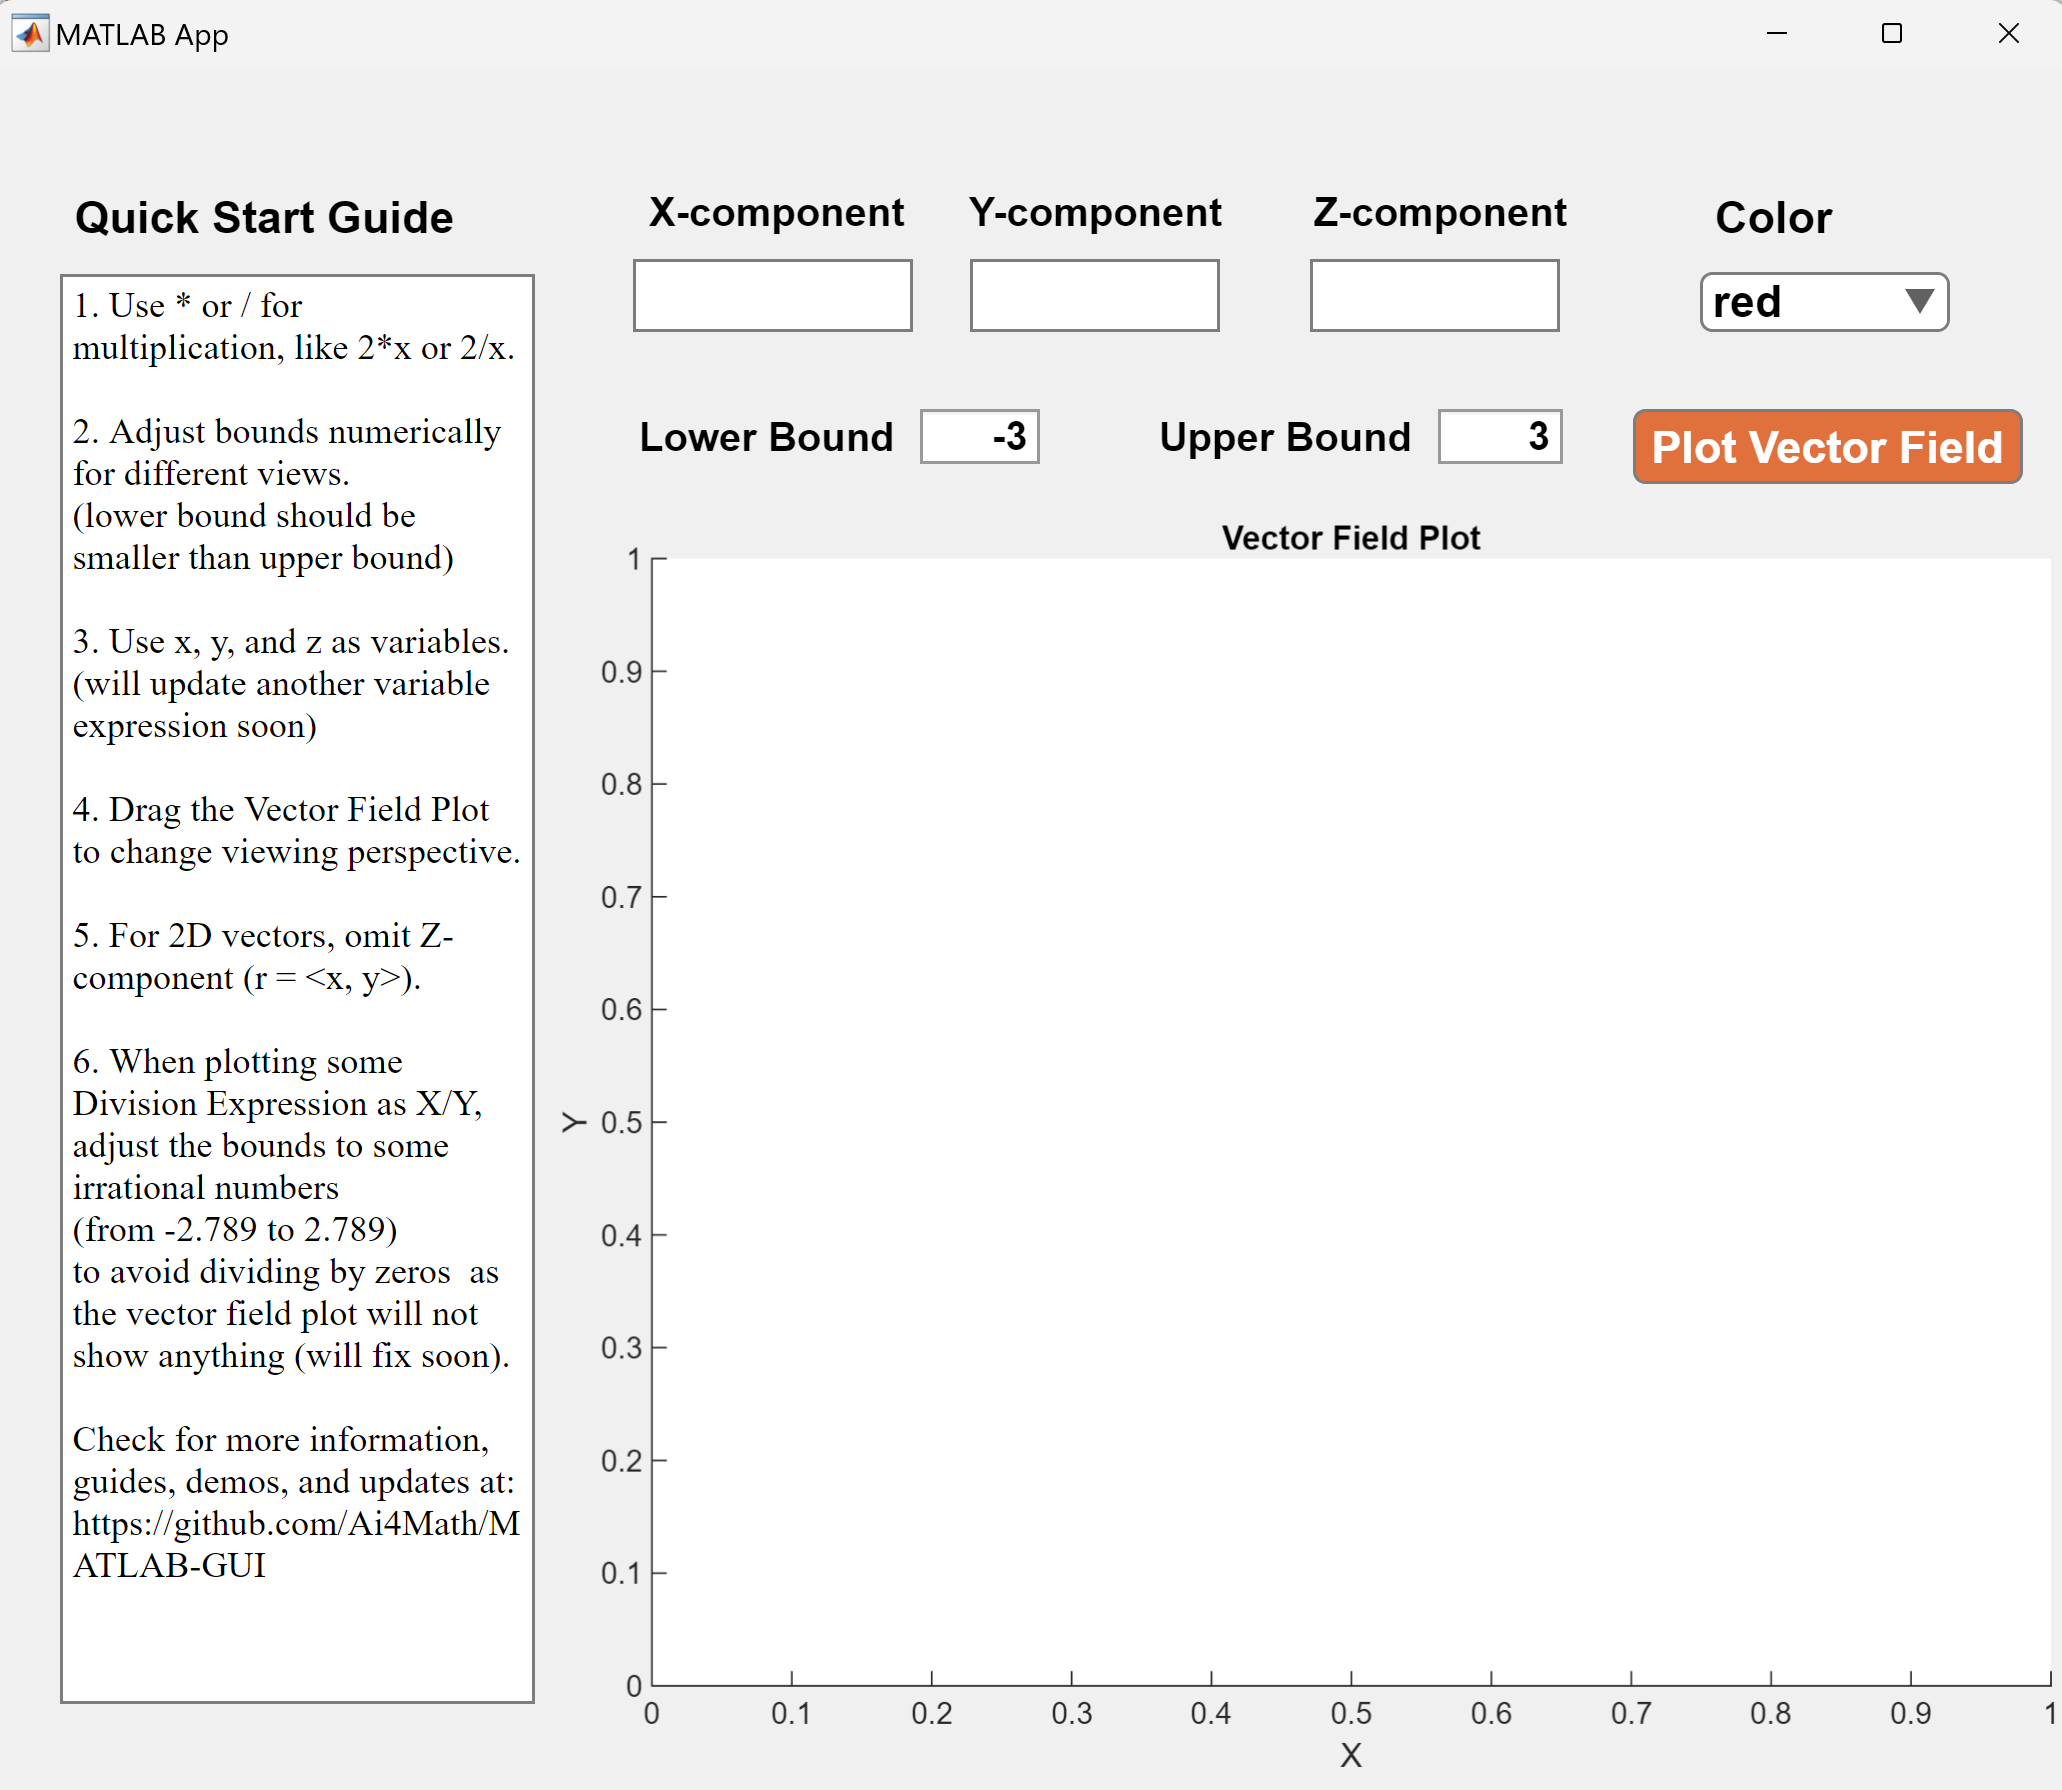 MATLAB App
Quick Start Guide
1. Use * or / for
multiplication, like 2*x or 2/x.
2. Adjust bounds numerically
for different views.
(lower bound should be
smaller than upper bound)
3. Use x, y, and z as variables.
(will update another variable
expression soon)
4. Drag the Vector Field Plot
to change viewing perspective.
5. For 2D vectors, omit Z-
component (r = <x, y>).
6. When plotting some
Division Expression as X/Y,
adjust the bounds to some
irrational numbers
(from -2.789 to 2.789)
to avoid dividing by zeros  as
the vector field plot will not
show anything (will fix soon).
Check for more information,
guides, demos, and updates at:
https://github.com/Ai4Math/M
ATLAB-GUI
X-component
Y-component
Z-component
Color
red
Lower Bound
-3
Upper Bound
3
Plot Vector Field
Vector Field Plot
1
0.9
0.8
0.7
0.6
Y 0.5
0.4
0.3
0.2
0.1
0
0 0.1 0.2 0.3 0.4 0.5 0.6 0.7 0.8 0.9 1
X